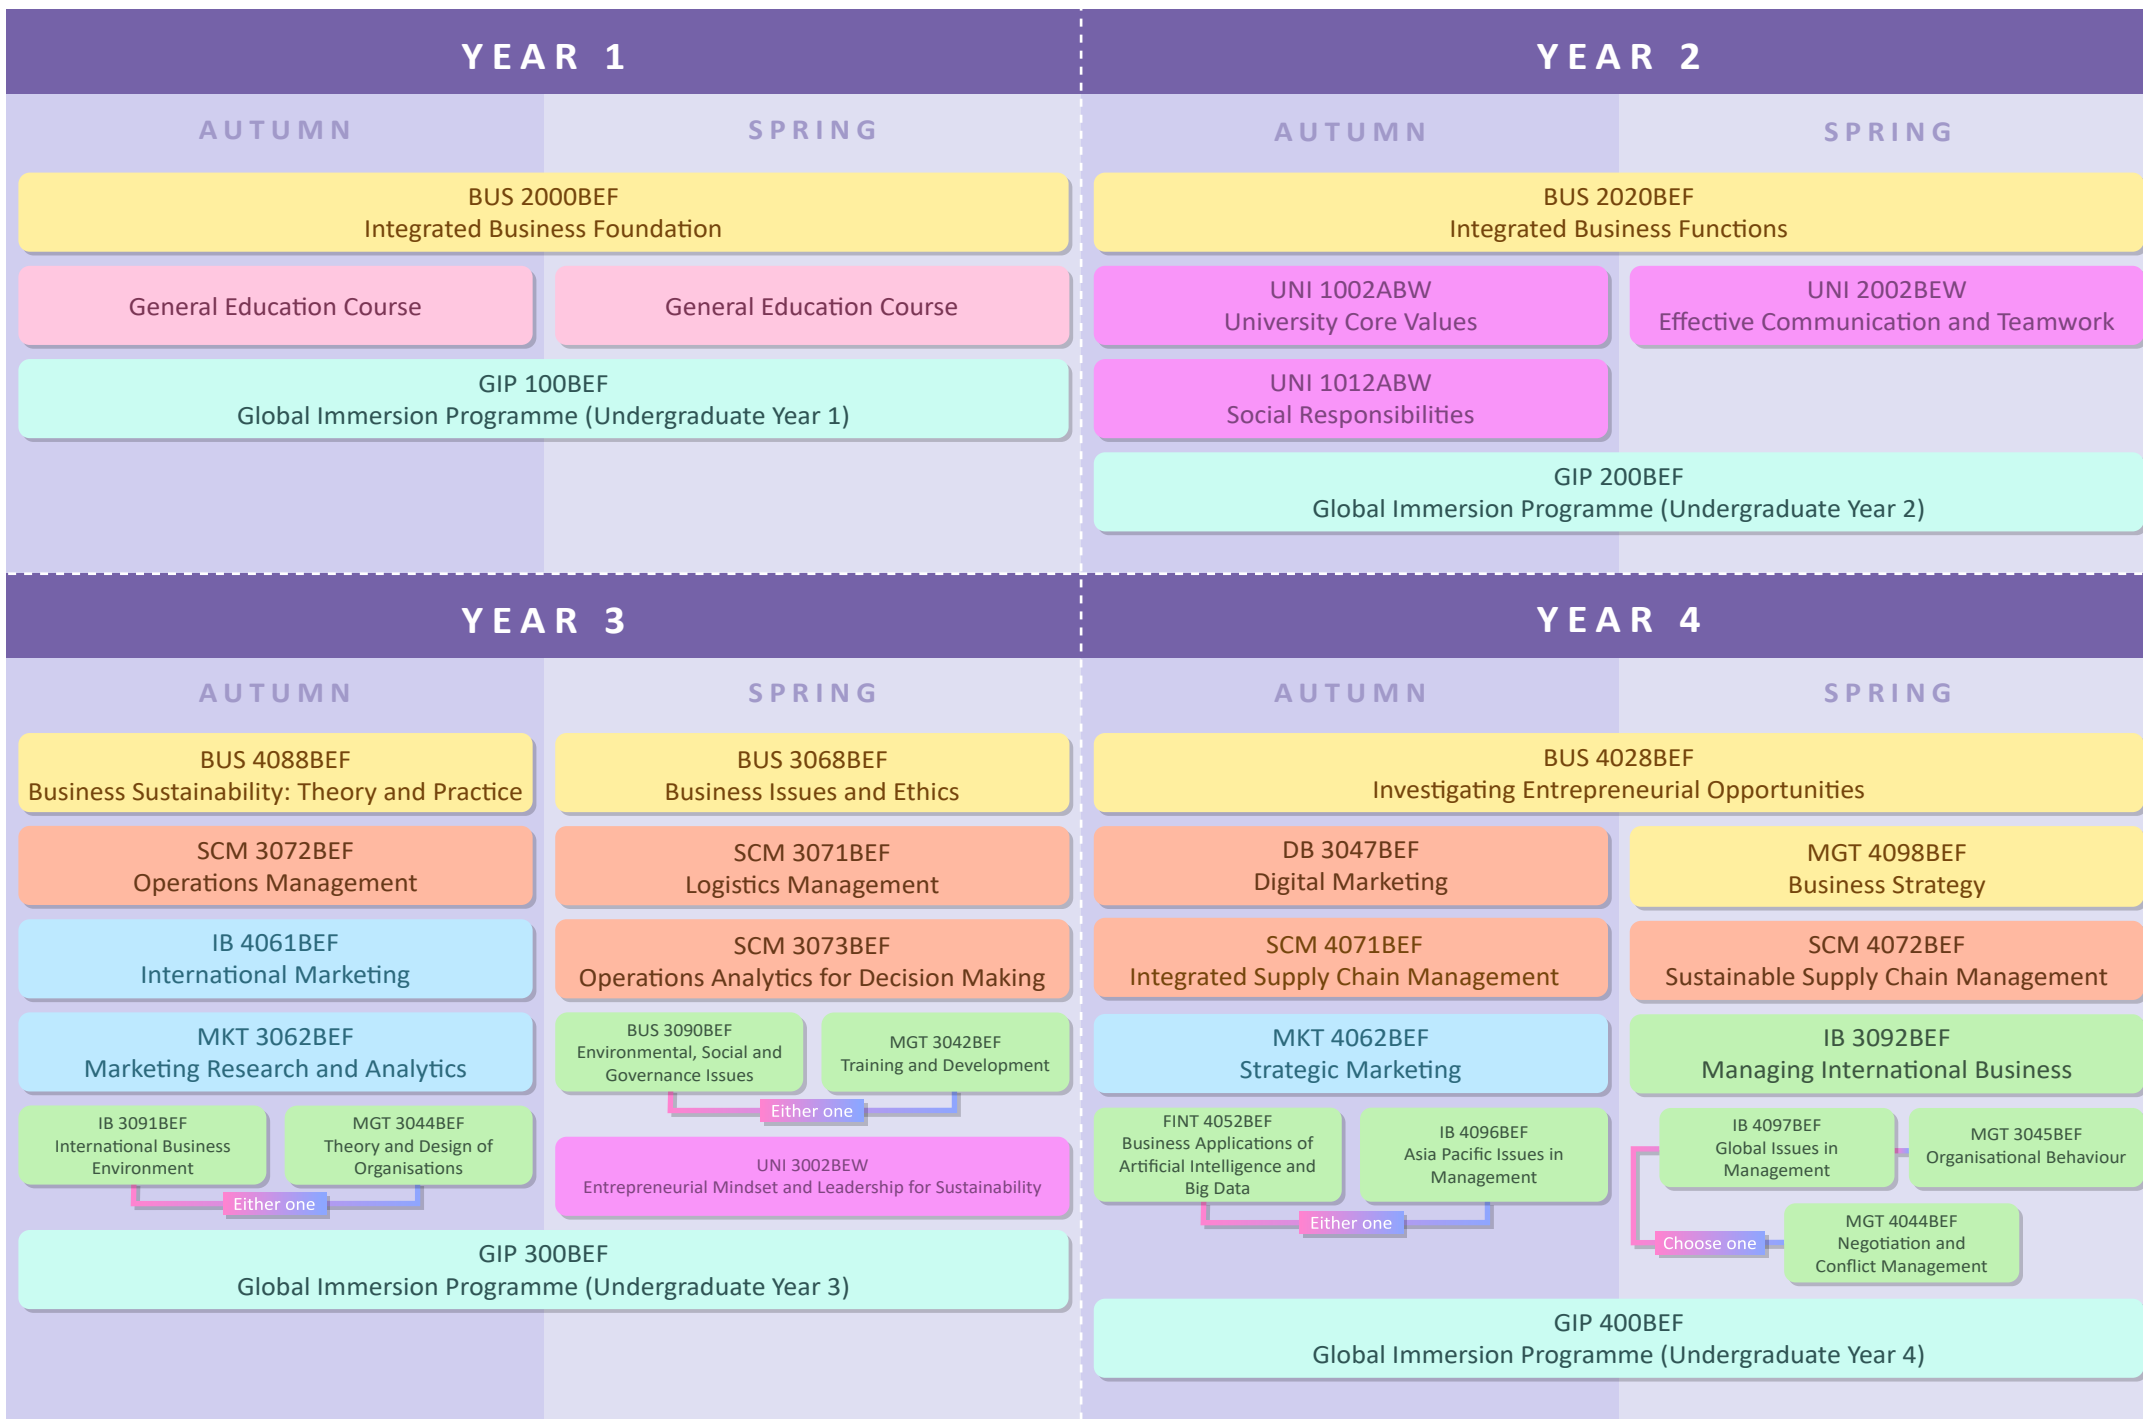 YEAR 1
AUTUMN
SPRING
BUS 2000BEF
Integrated Business Foundation
General Education Course
General Education Course
GIP 100BEF
Global Immersion Programme (Undergraduate Year 1)
YEAR 2
AUTUMN
SPRING
BUS 2020BEF
Integrated Business Functions
UNI 1002ABW
University Core Values
UNI 1012ABW
Social Responsibilities
UNI 2002BEW
Effective Communication and Teamwork
GIP 200BEF
Global Immersion Programme (Undergraduate Year 2)
YEAR 3
AUTUMN
BUS 4088BEF
Business Sustainability: Theory and Practice
SCM 3072BEF
Operations Management
IB 4061BEF
International Marketing
MKT 3062BEF
Marketing Research and Analytics
IB 3091BEF
International Business
Environment
MGT 3044BEF
Theory and Design of
Organisations
Either one
SPRING
BUS 3068BEF
Business Issues and Ethics
SCM 3071BEF
Logistics Management
SCM 3073BEF
Operations Analytics for Decision Making
BUS 3090BEF
Environmental, Social and
Governance Issues
MGT 3042BEF
Training and Development
Either one
UNI 3002BEW
Entrepreneurial Mindset and Leadership for Sustainability
GIP 300BEF
Global Immersion Programme (Undergraduate Year 3)
YEAR 4
AUTUMN
SPRING
BUS 4028BEF
Investigating Entrepreneurial Opportunities
DB 3047BEF
Digital Marketing
SCM 4071BEF
Integrated Supply Chain Management
MKT 4062BEF
Strategic Marketing
FINT 4052BEF
Business Applications of
Artificial Intelligence and
Big Data
IB 4096BEF
Asia Pacific Issues in
Management
Either one
MGT 4098BEF
Business Strategy
SCM 4072BEF
Sustainable Supply Chain Management
IB 3092BEF
Managing International Business
IB 4097BEF
Global Issues in
Management
MGT 3045BEF
Organisational Behaviour
Choose one
MGT 4044BEF
Negotiation and
Conflict Management
GIP 400BEF
Global Immersion Programme (Undergraduate Year 4)